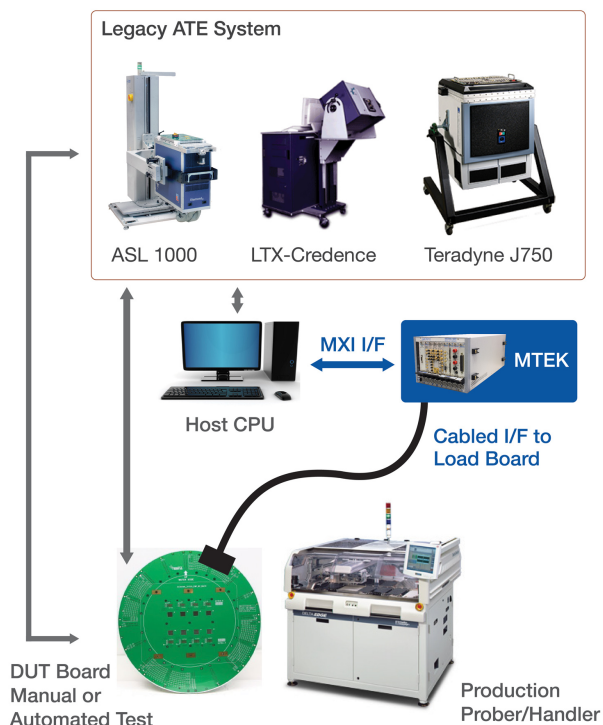 Legacy ATE System
ASL 1000
LTX-Credence
Teradyne J750
MXI I/F
MTEK
Host CPU
Cabled I/F to
Load Board
DUT Board
Manual or
Automated Test
Production
Prober/Handler